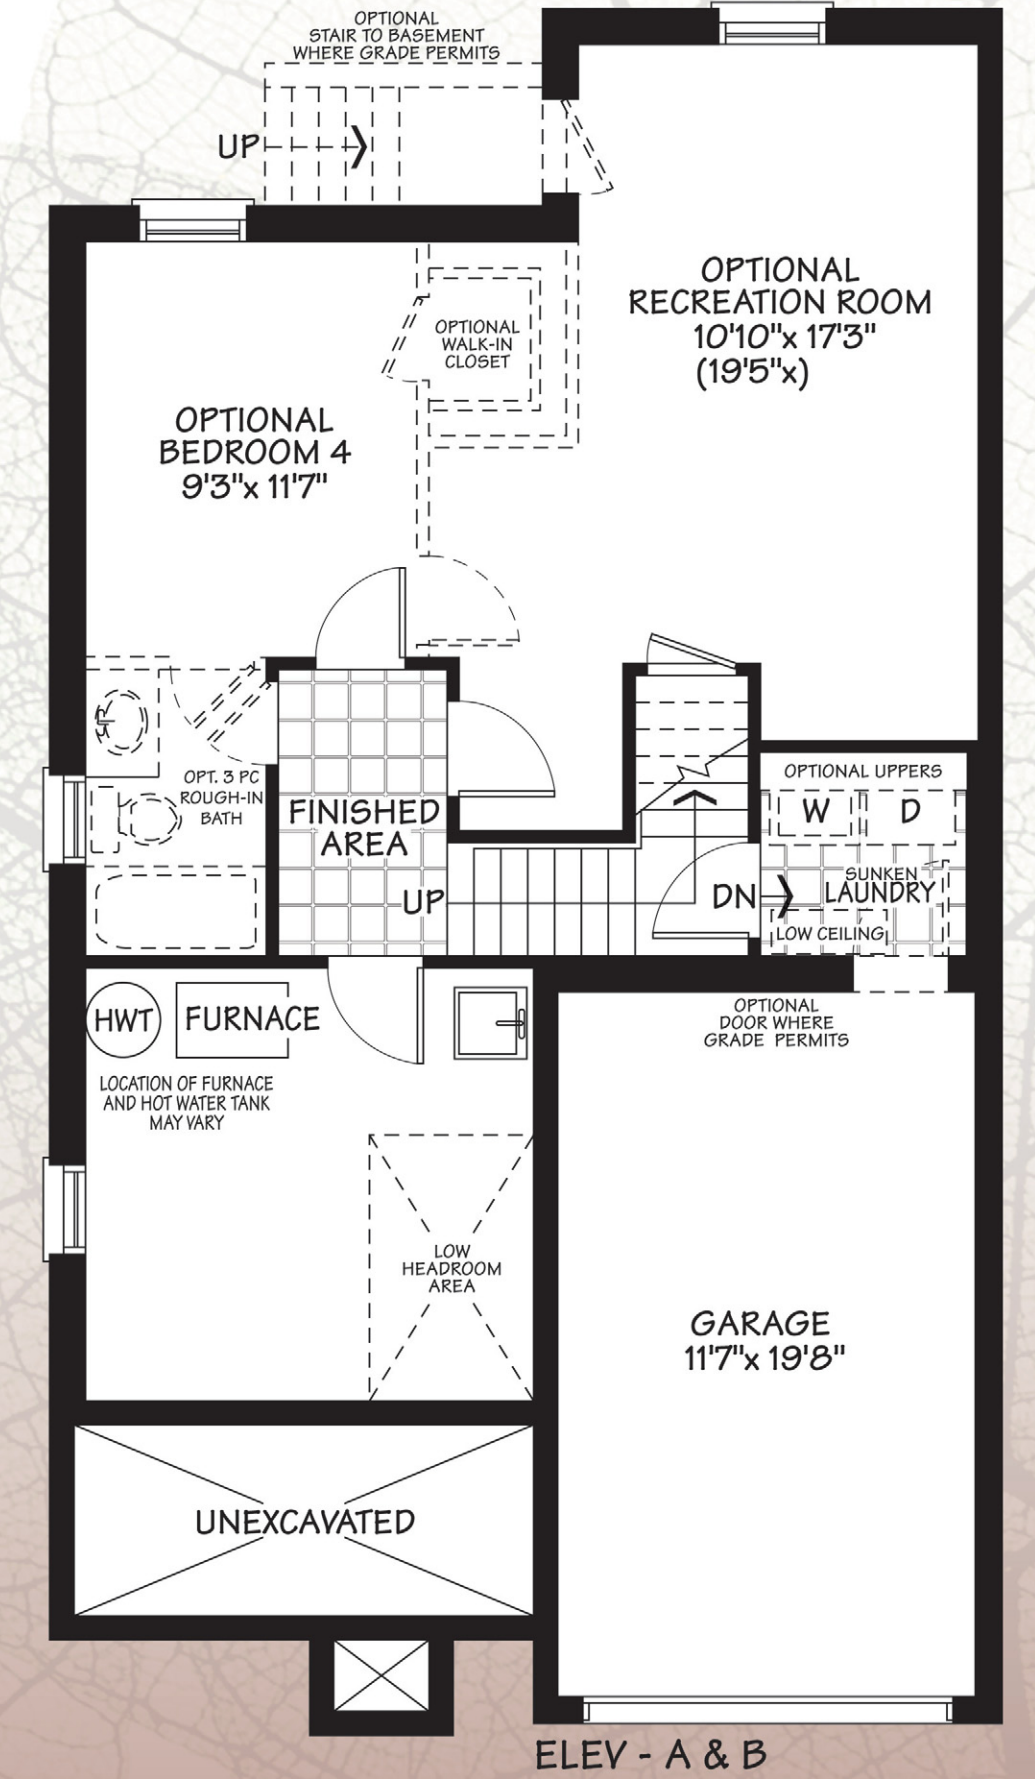 OPTIONAL
STAIR TO BASEMENT
WHERE GRADE PERMITS
UP
OPTIONAL
RECREATION ROOM
10'10"x 17'3"
(19'5"x)
OPTIONAL
WALK-IN
CLOSET
OPTIONAL
BEDROOM 4
9'3"x 11'7"
OPT. 3 PC
ROUGH-IN
BATH
FINISHED
AREA
UP
OPTIONAL UPPERS
W
D
DN
SUNKEN
LAUNDRY
LOW CEILING
HWT
FURNACE
LOCATION OF FURNACE
AND HOT WATER TANK
MAY VARY
OPTIONAL
DOOR WHERE
GRADE PERMITS
LOW
HEADROOM
AREA
GARAGE
11'7"x 19'8"
UNEXCAVATED
ELEV - A & B